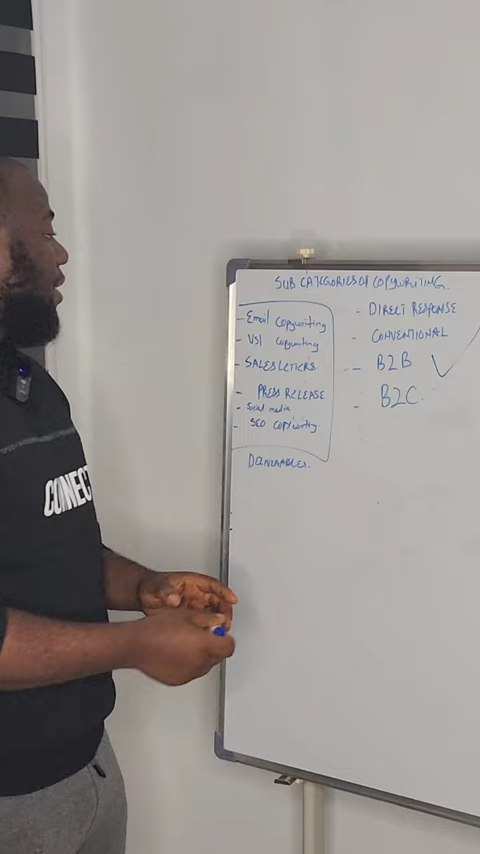 SUB CATEGORIES OF COPYWRITING.
- Email copywriting
- VSL copywriting
- SALES LETTERS
- PRESS RELEASE
- Social media
- SEO COPYwriting
- DIRECT RESPONSE
- CONVENTIONAL
- B2B
- B2C.
CONNECT